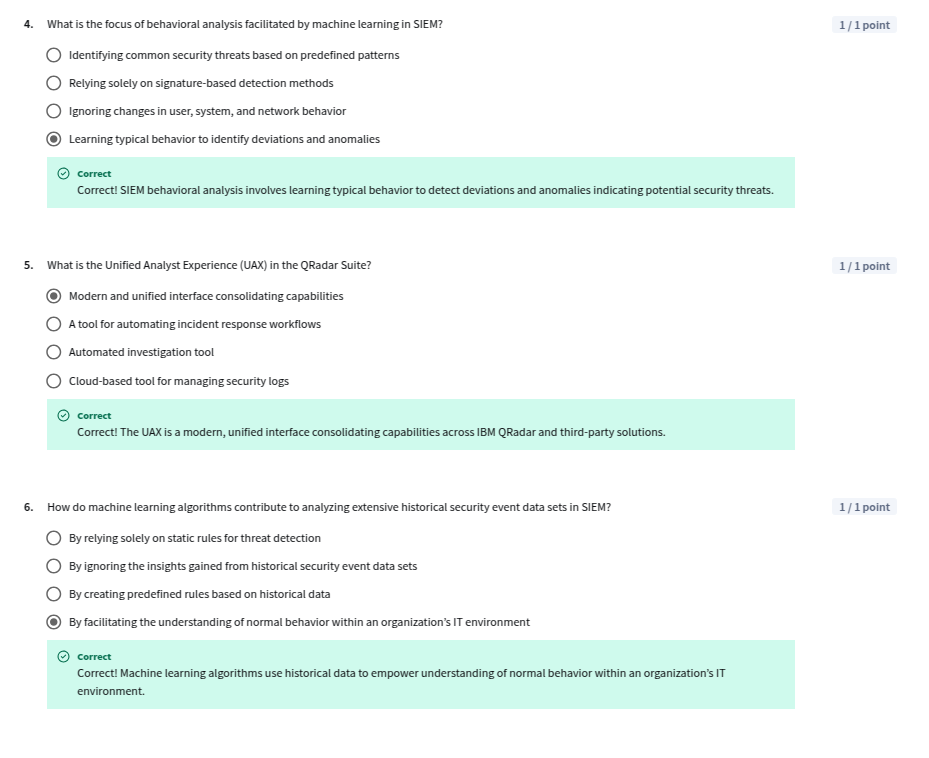 4. What is the focus of behavioral analysis facilitated by machine learning in SIEM? 1 / 1 point
Identifying common security threats based on predefined patterns
Relying solely on signature-based detection methods
Ignoring changes in user, system, and network behavior
Learning typical behavior to identify deviations and anomalies
Correct
Correct! SIEM behavioral analysis involves learning typical behavior to detect deviations and anomalies indicating potential security threats.
5. What is the Unified Analyst Experience (UAX) in the QRadar Suite? 1 / 1 point
Modern and unified interface consolidating capabilities
A tool for automating incident response workflows
Automated investigation tool
Cloud-based tool for managing security logs
Correct
Correct! The UAX is a modern, unified interface consolidating capabilities across IBM QRadar and third-party solutions.
6. How do machine learning algorithms contribute to analyzing extensive historical security event data sets in SIEM? 1 / 1 point
By relying solely on static rules for threat detection
By ignoring the insights gained from historical security event data sets
By creating predefined rules based on historical data
By facilitating the understanding of normal behavior within an organization’s IT environment
Correct
Correct! Machine learning algorithms use historical data to empower understanding of normal behavior within an organization’s IT
environment.